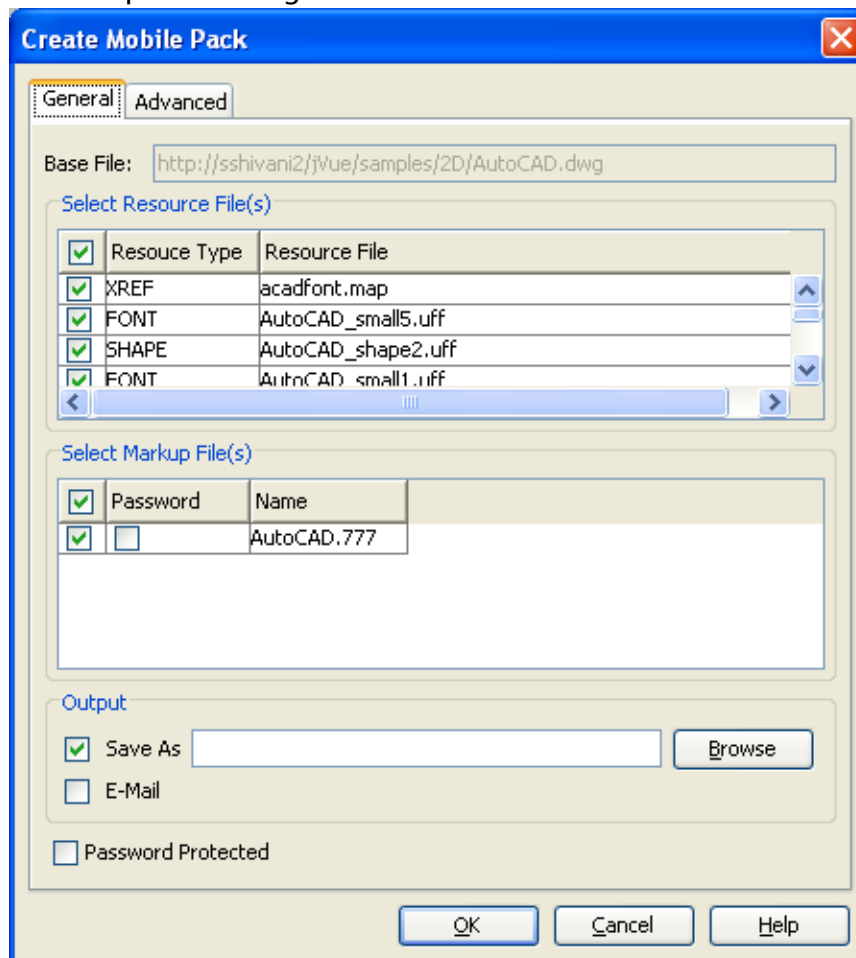 Create Mobile Pack
General Advanced
Base File: http://sshivani2/jVue/samples/2D/AutoCAD.dwg
Select Resource File(s)
Resouce Type Resource File
XREF acadfont.map
FONT AutoCAD_small5.uff
SHAPE AutoCAD_shape2.uff
FONT AutoCAD_small1.uff
Select Markup File(s)
Password Name
AutoCAD.777
Output
Save As Browse
E-Mail
Password Protected
OK Cancel Help